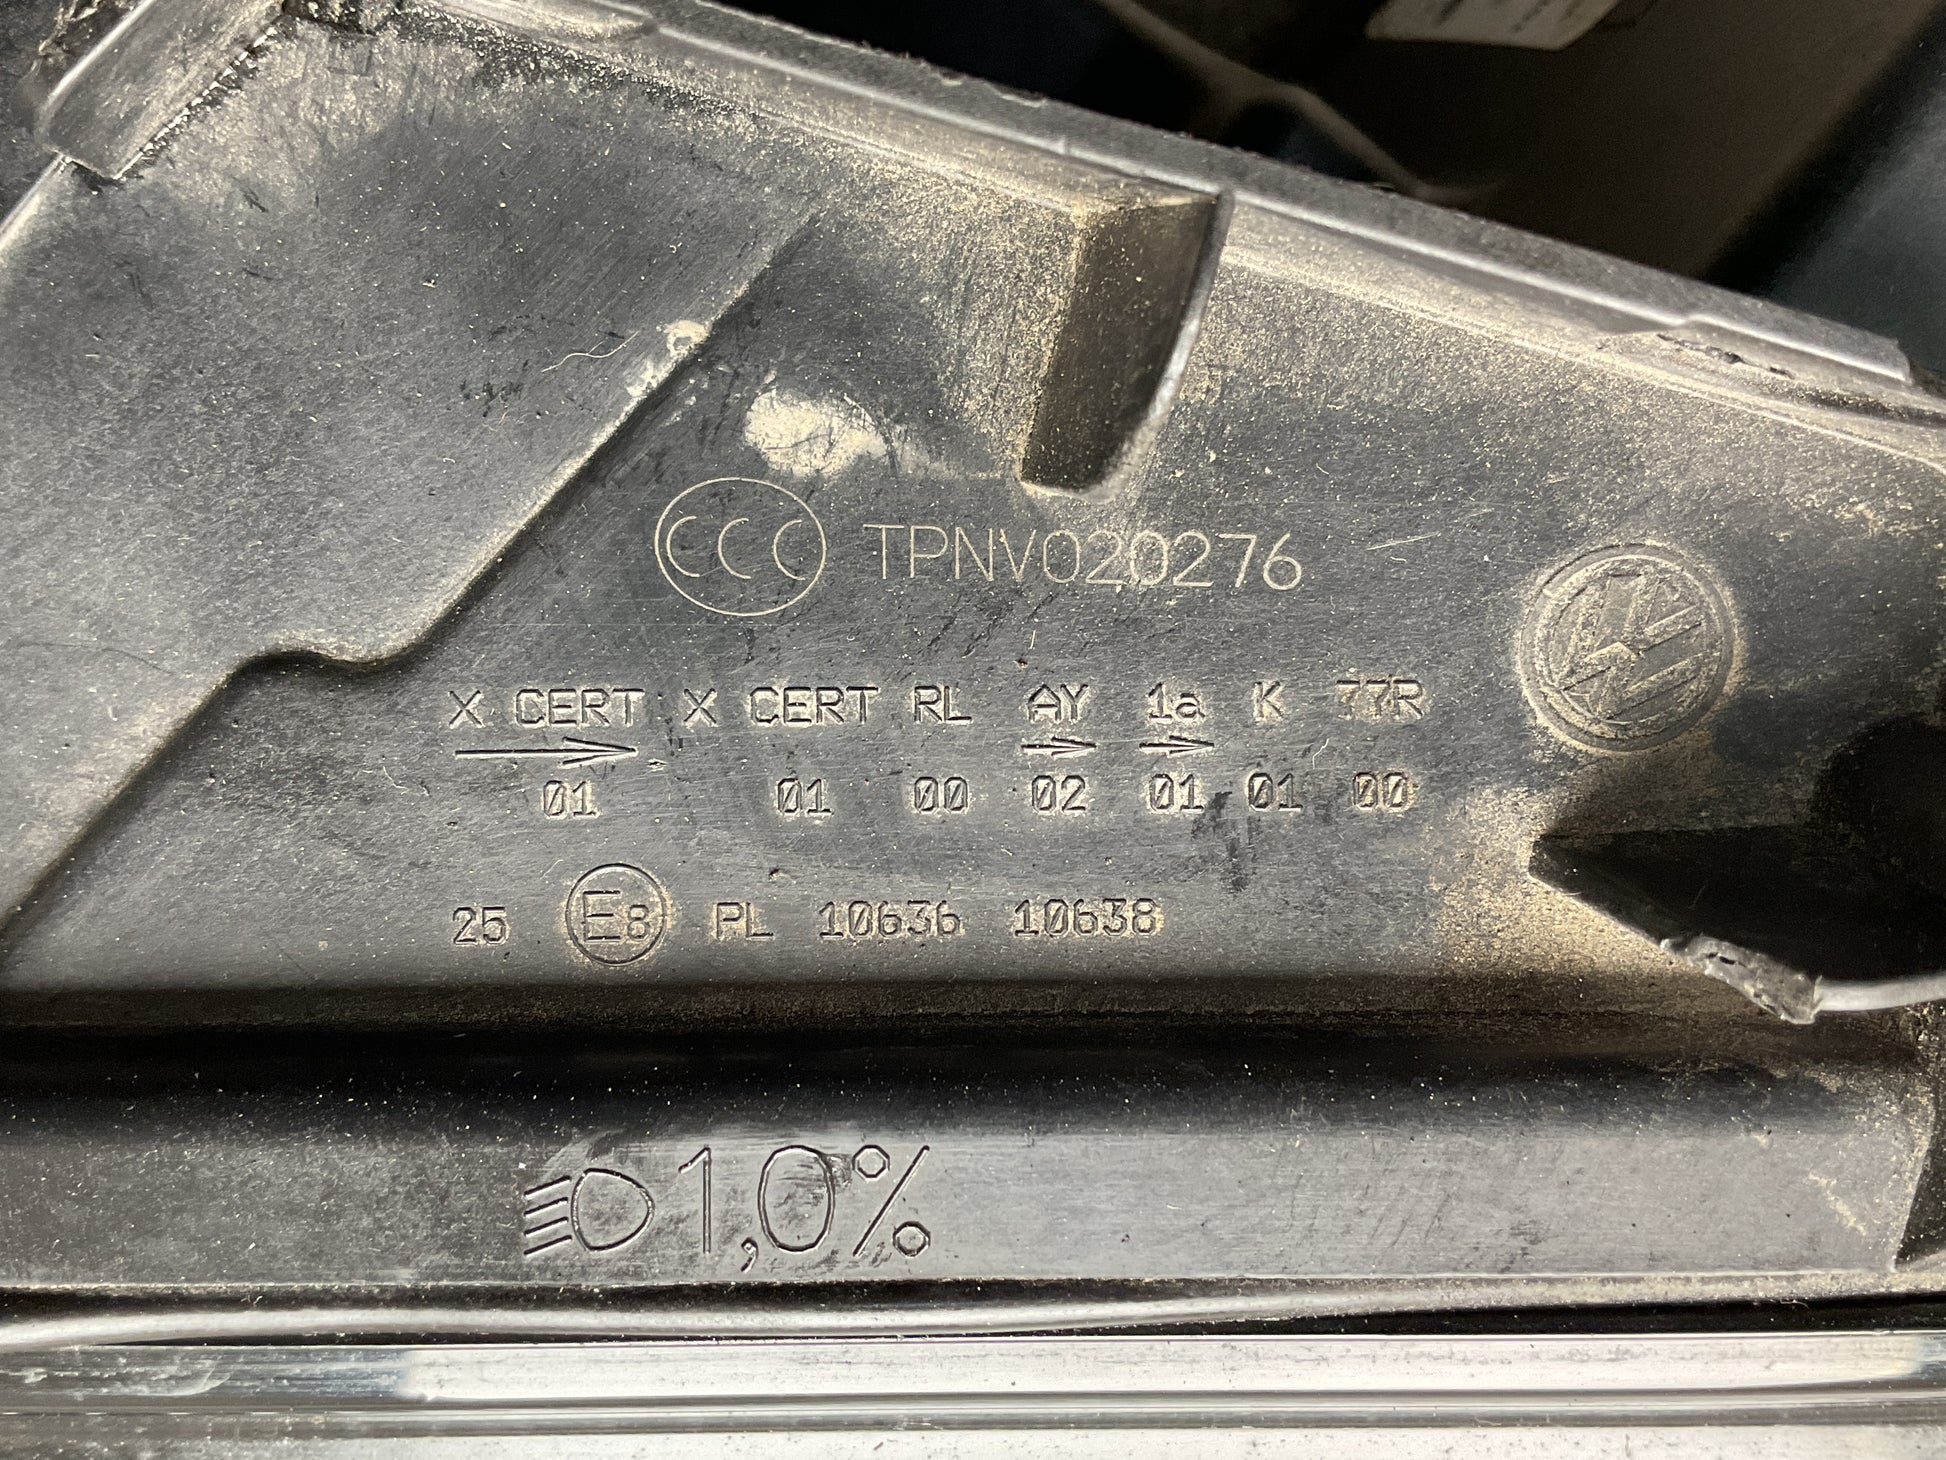 CCC TPNV020276
X CERT X CERT RL AY 1a K 77R
01 01 00 02 01 01 00
25 E8 PL 10636 10638
1,0%
VW